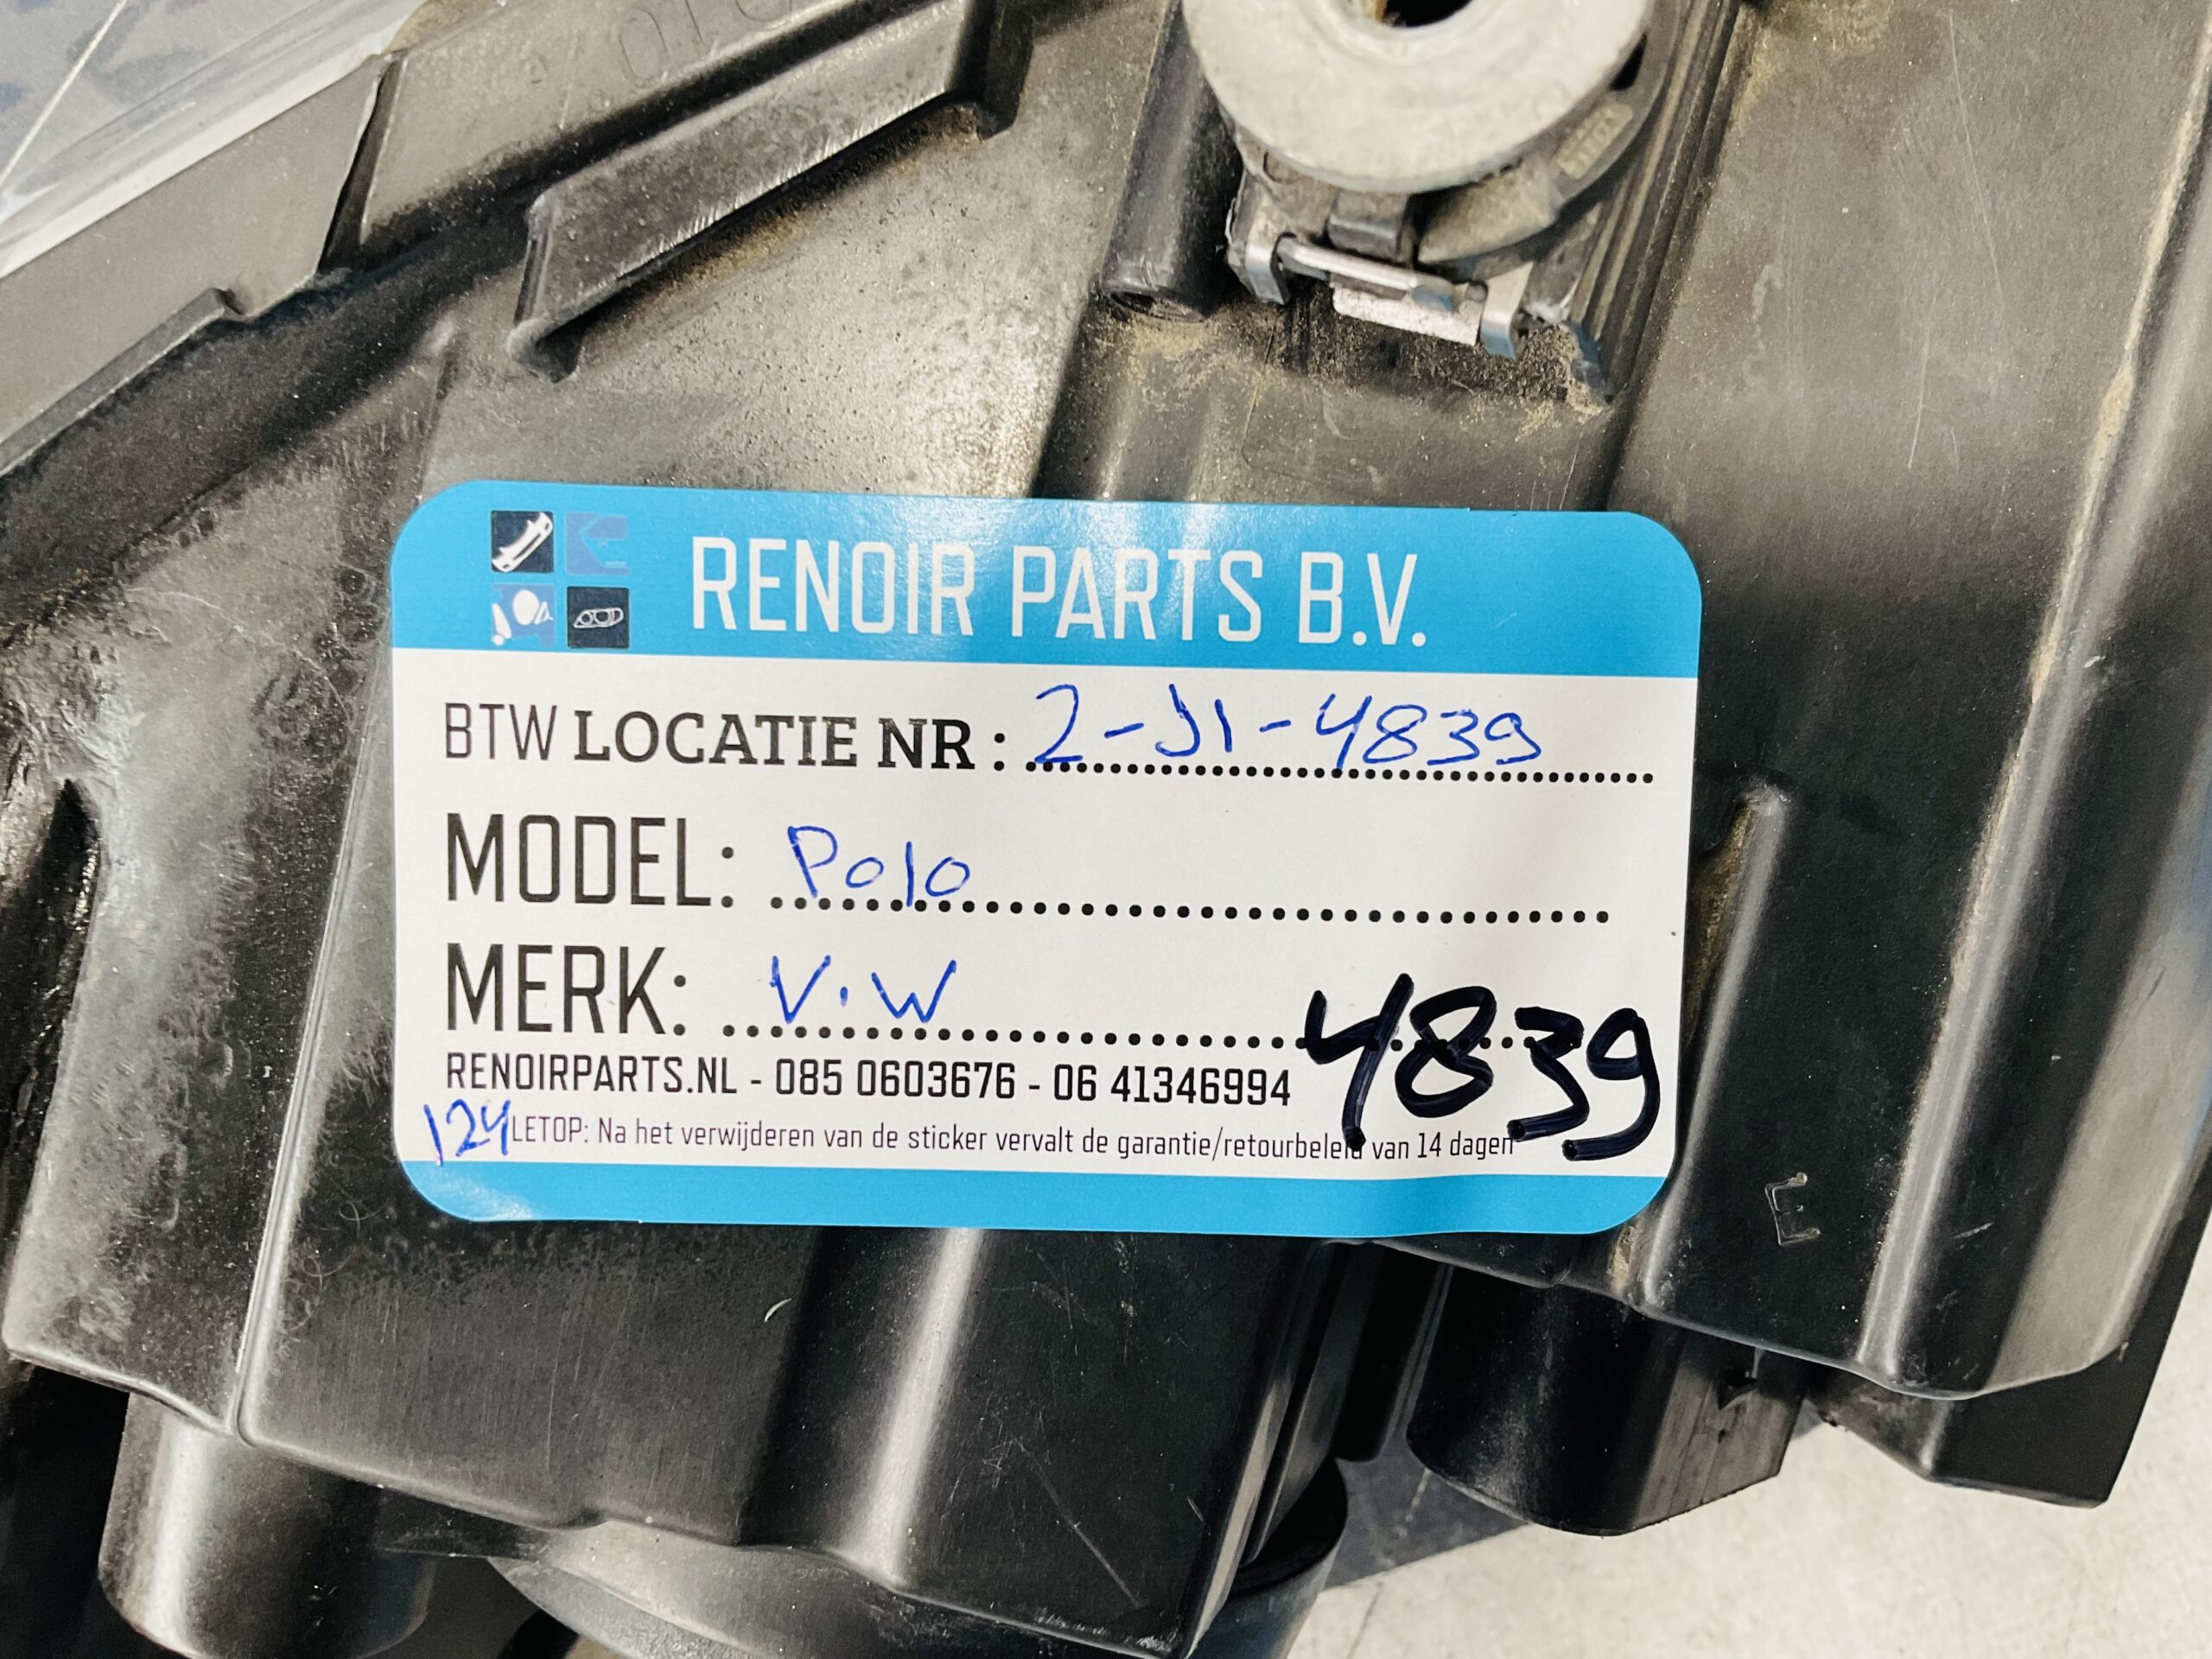 RENOIR PARTS B.V.
BTW LOCATIE NR : 2-J1-4839
MODEL: Polo
MERK: V.W
4839
RENOIRPARTS.NL - 085 0603676 - 06 41346994
124
LETOP: Na het verwijderen van de sticker vervalt de garantie/retourbeleid van 14 dagen
E